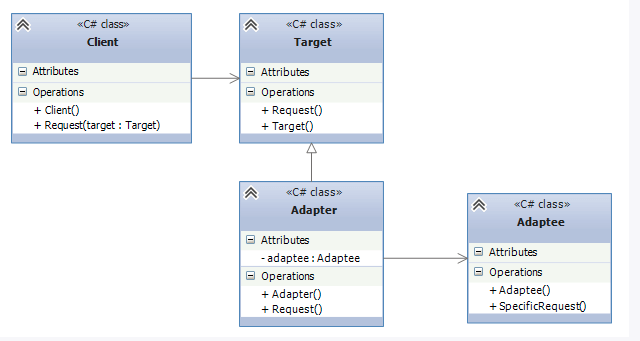 «C# class»
Client
Attributes
Operations
+ Client()
+ Request(target : Target)
«C# class»
Target
Attributes
Operations
+ Request()
+ Target()
«C# class»
Adapter
Attributes
- adaptee : Adaptee
Operations
+ Adapter()
+ Request()
«C# class»
Adaptee
Attributes
Operations
+ Adaptee()
+ SpecificRequest()